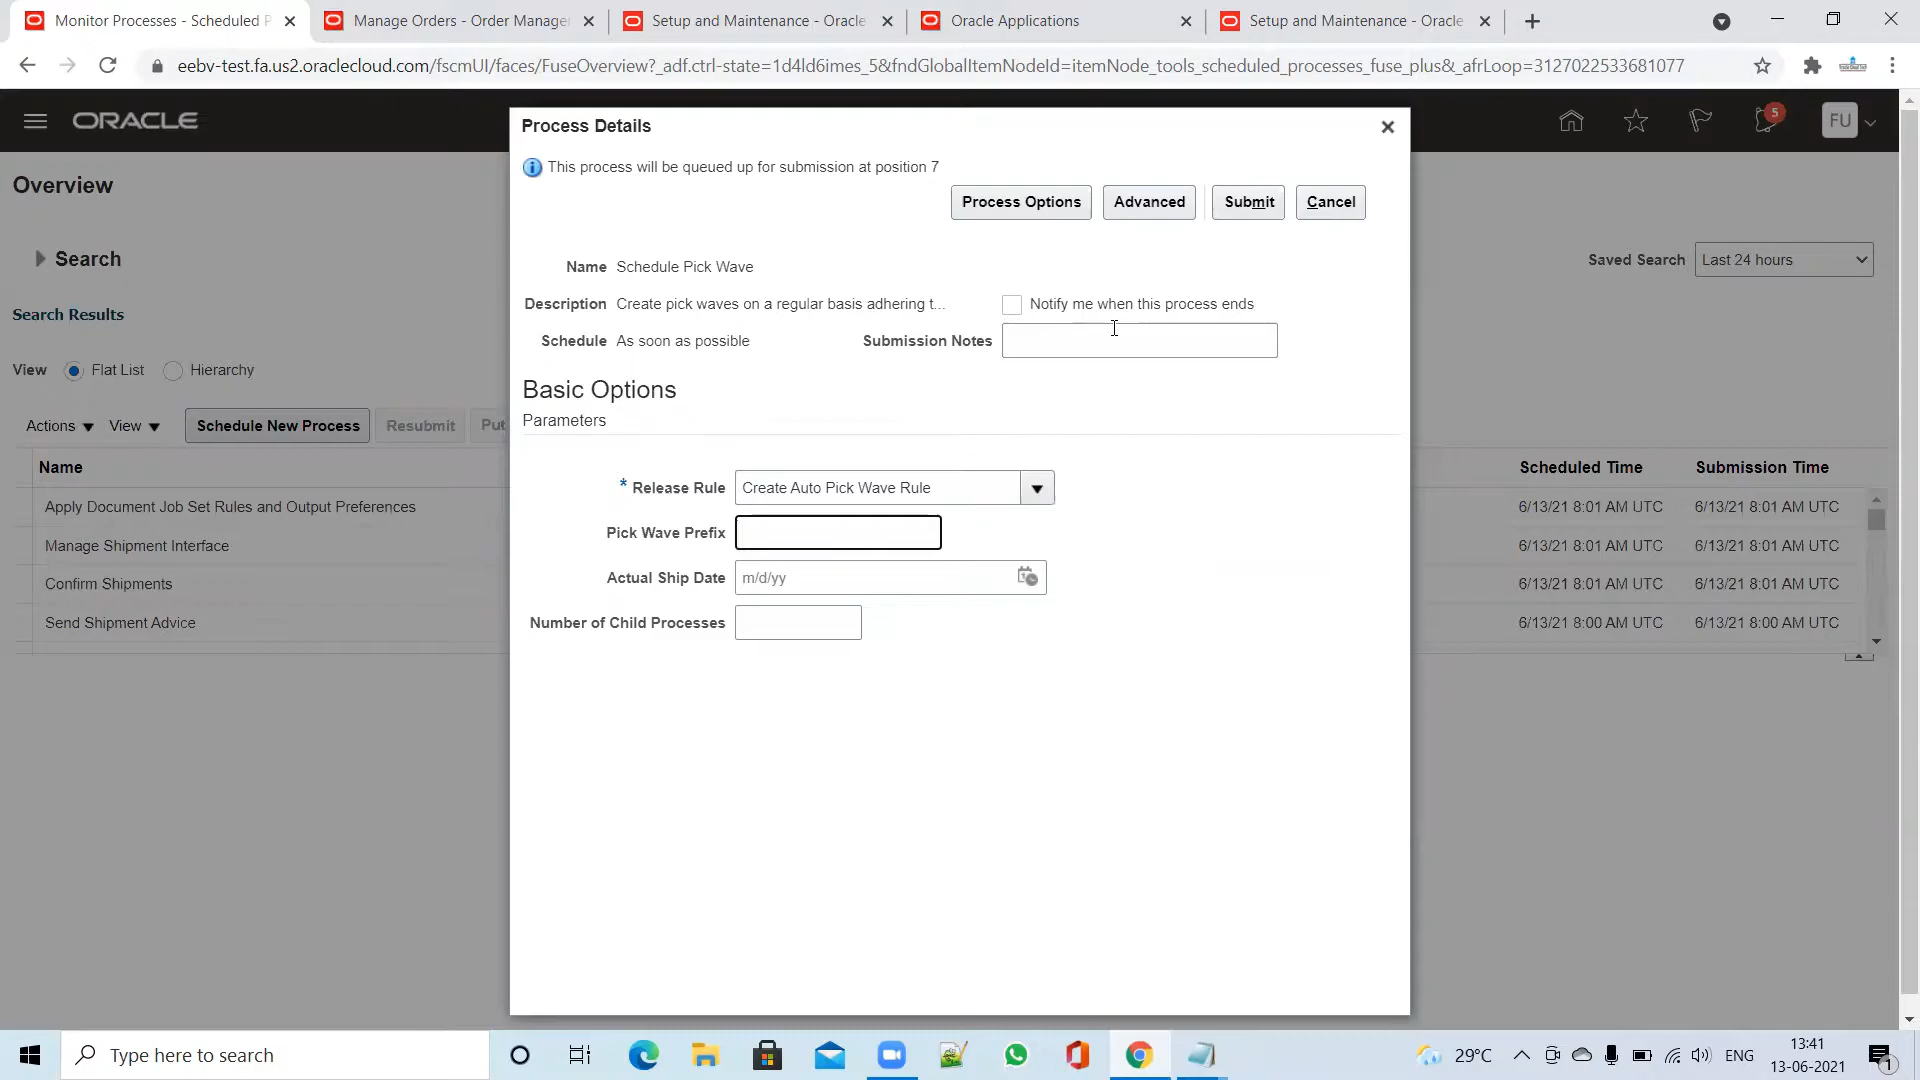 Monitor Processes - Scheduled P
Manage Orders - Order Manage
Setup and Maintenance - Oracle
Oracle Applications
Setup and Maintenance - Oracle
eebv-test.fa.us2.oraclecloud.com/fscmUI/faces/FuseOverview?_adf.ctrl-state=1d4ld6imes_5&fndGlobalItemNodeId=itemNode_tools_scheduled_processes_fuse_plus&_afrLoop=3127022533681077
ORACLE
5
FU
Process Details
This process will be queued up for submission at position 7
Process Options
Advanced
Submit
Cancel
Overview
Search
Saved Search
Last 24 hours
Name Schedule Pick Wave
Description Create pick waves on a regular basis adhering t...
Notify me when this process ends
Schedule As soon as possible
Submission Notes
Search Results
View
Flat List
Hierarchy
Basic Options
Parameters
Actions
View
Schedule New Process
Resubmit
Put
Name
Scheduled Time
Submission Time
Apply Document Job Set Rules and Output Preferences
6/13/21 8:01 AM UTC
6/13/21 8:01 AM UTC
Manage Shipment Interface
6/13/21 8:01 AM UTC
6/13/21 8:01 AM UTC
Confirm Shipments
6/13/21 8:01 AM UTC
6/13/21 8:01 AM UTC
Send Shipment Advice
6/13/21 8:00 AM UTC
6/13/21 8:00 AM UTC
* Release Rule
Create Auto Pick Wave Rule
Pick Wave Prefix
Actual Ship Date
m/d/yy
Number of Child Processes
Type here to search
29°C
ENG
13:41
13-06-2021
1